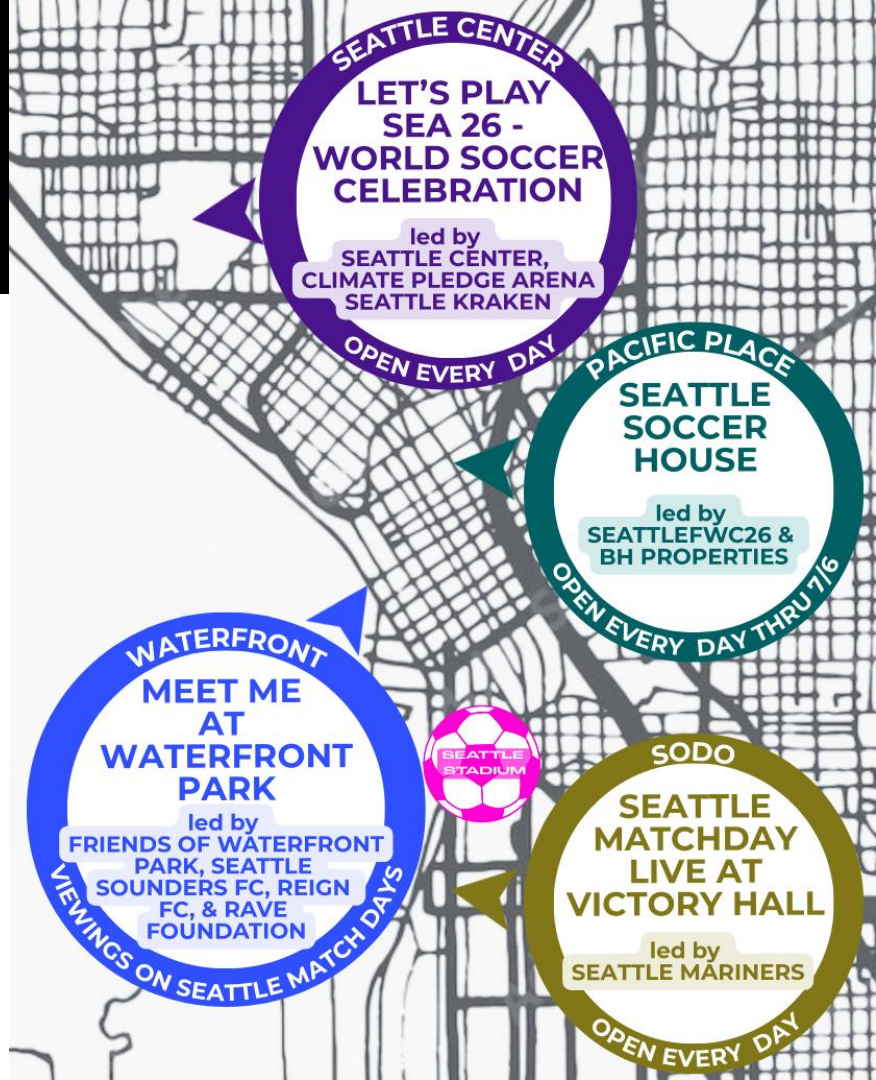 SEATTLE CENTER
LET'S PLAY
SEA 26 -
WORLD SOCCER
CELEBRATION
led by
SEATTLE CENTER,
CLIMATE PLEDGE ARENA
SEATTLE KRAKEN
OPEN EVERY DAY
PACIFIC PLACE
SEATTLE
SOCCER
HOUSE
led by
SEATTLEFWC26 &
BH PROPERTIES
OPEN EVERY DAY THRU 7/6
WATERFRONT
MEET ME
AT
WATERFRONT
PARK
led by
FRIENDS OF WATERFRONT
PARK, SEATTLE
SOUNDERS FC, REIGN
FC, & RAVE
FOUNDATION
VIEWINGS ON SEATTLE MATCH DAYS
SEATTLE
STADIUM
SODO
SEATTLE
MATCHDAY
LIVE AT
VICTORY HALL
led by
SEATTLE MARINERS
OPEN EVERY DAY